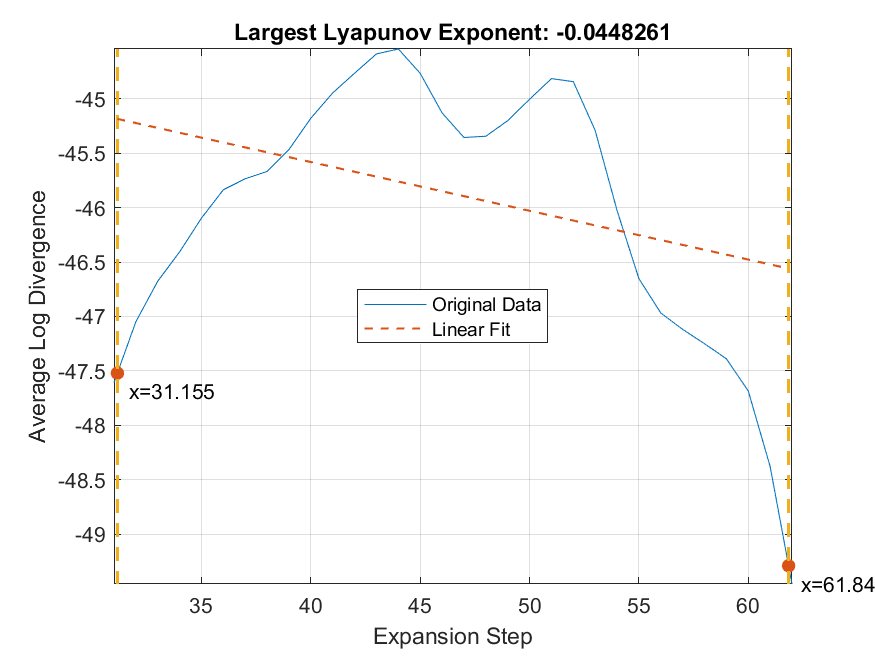 Largest Lyapunov Exponent: -0.0448261
Average Log Divergence
-45
-45.5
-46
-46.5
-47
-47.5
-48
-48.5
-49
Original Data
Linear Fit
x=31.155
x=61.84
35 40 45 50 55 60
Expansion Step